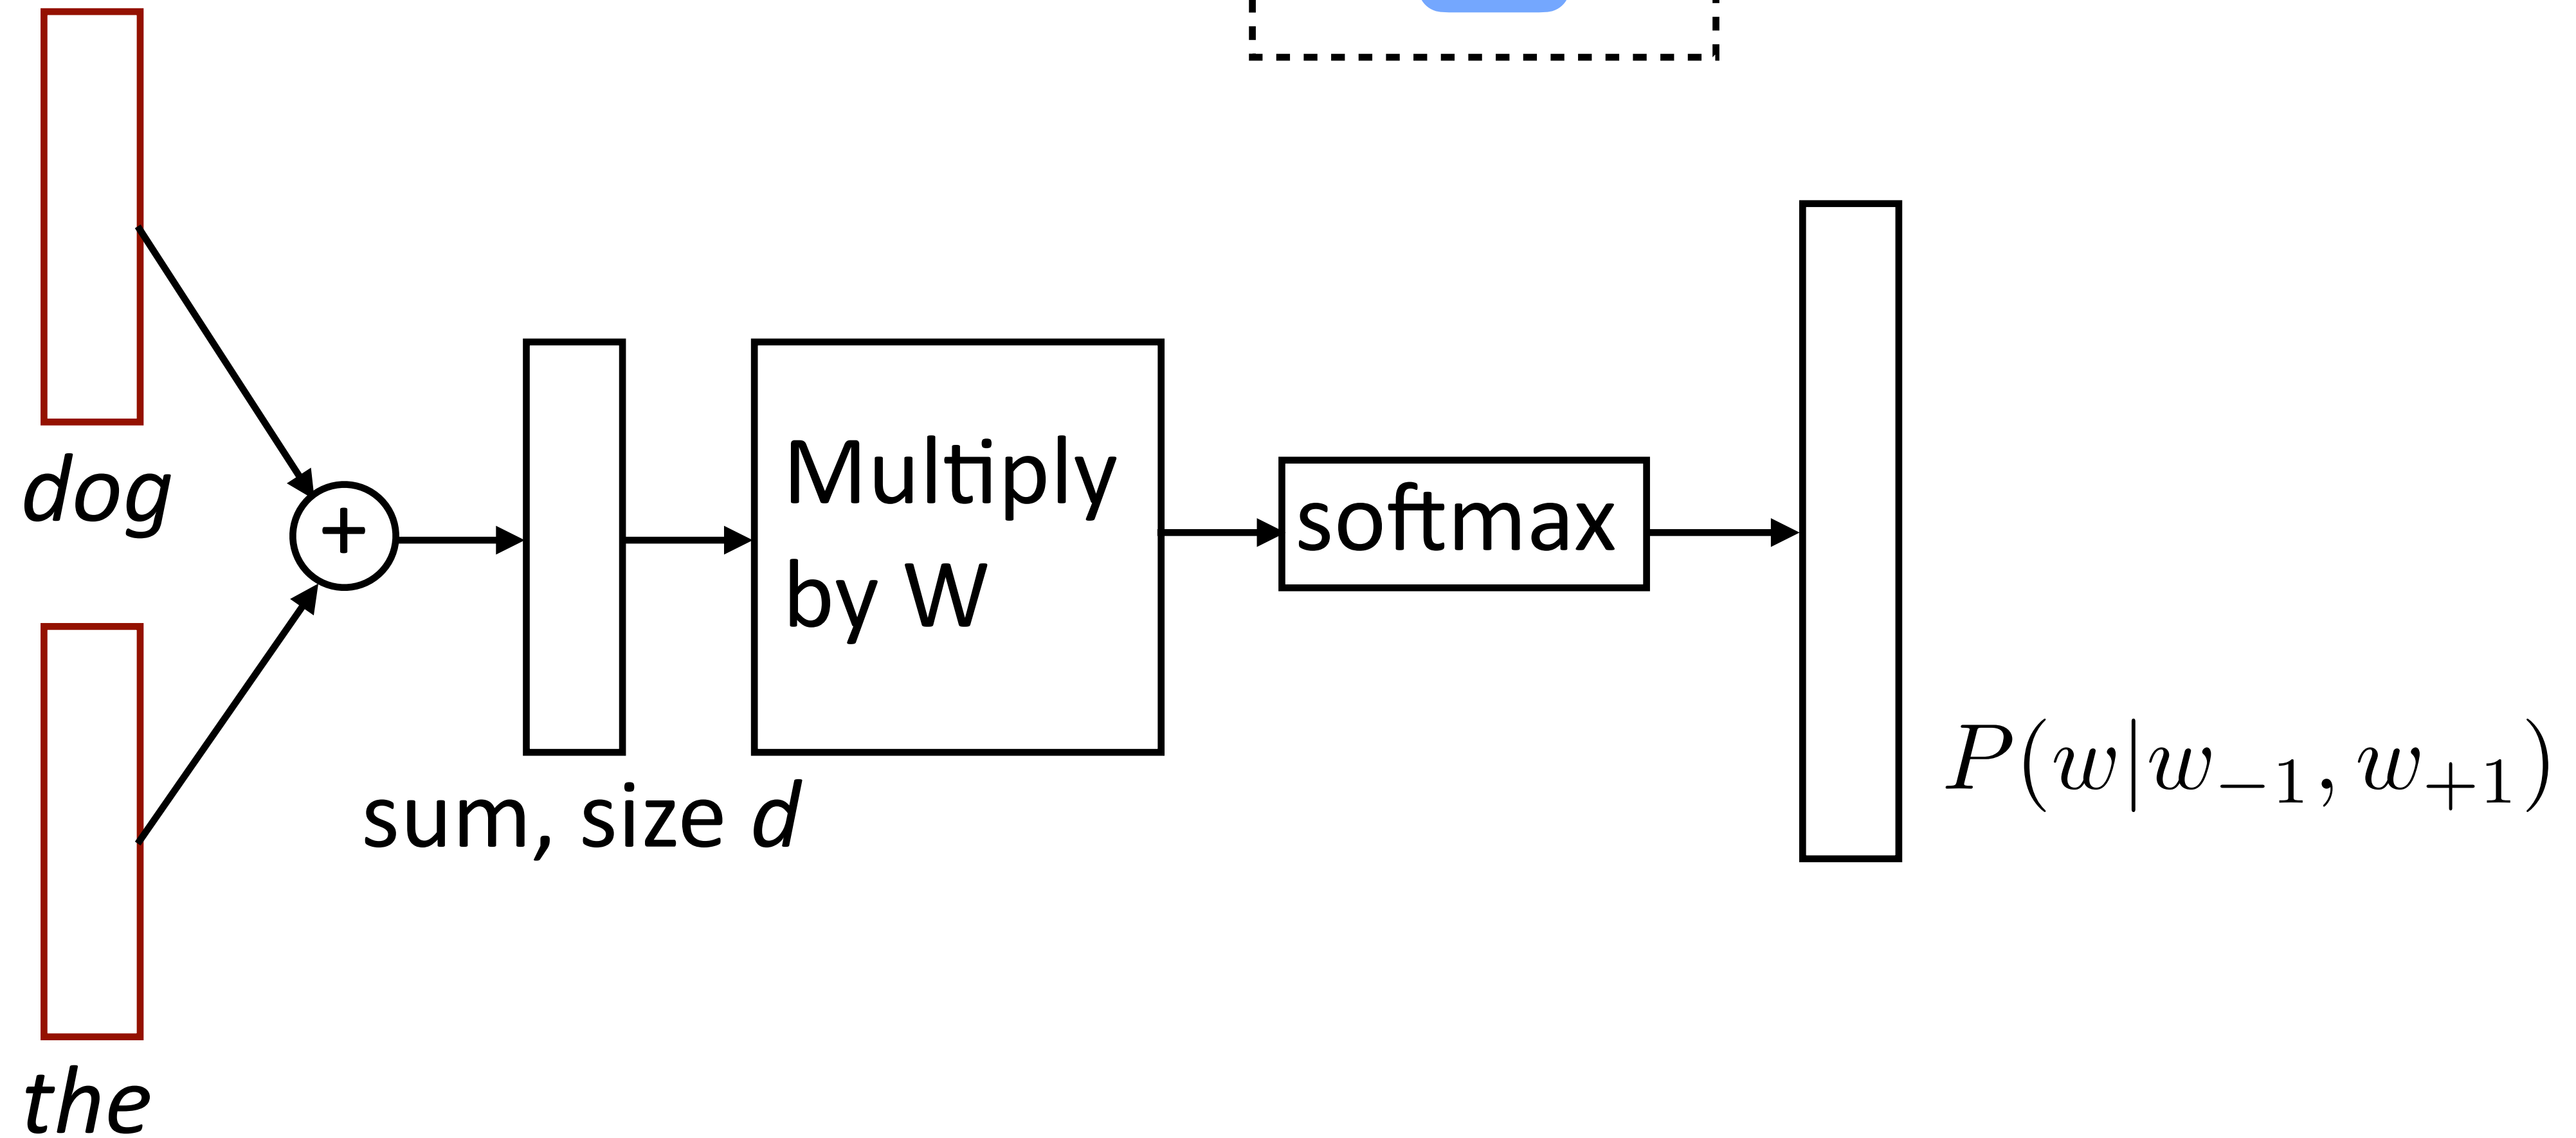 dog
+
Multiply
by W
softmax
sum, size d
P(w|w₋₁, w₊₁)
the